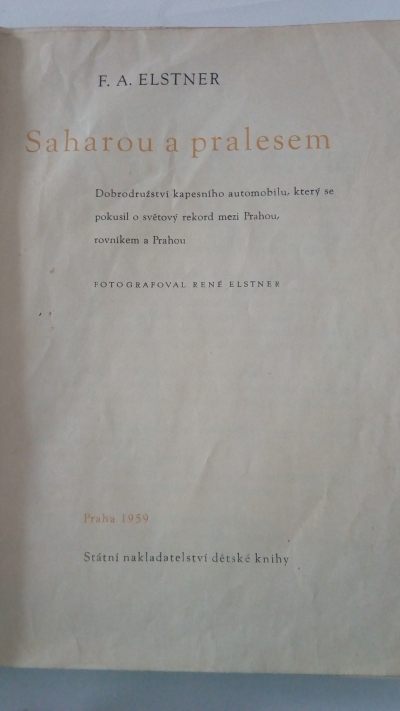 F. A. ELSTNER
Saharou a pralesem
Dobrodružství kapesního automobilu, který se
pokusil o světový rekord mezi Prahou,
rovníkem a Prahou
FOTOGRAFOVAL RENÉ ELSTNER
Praha 1959
Státní nakladatelství dětské knihy